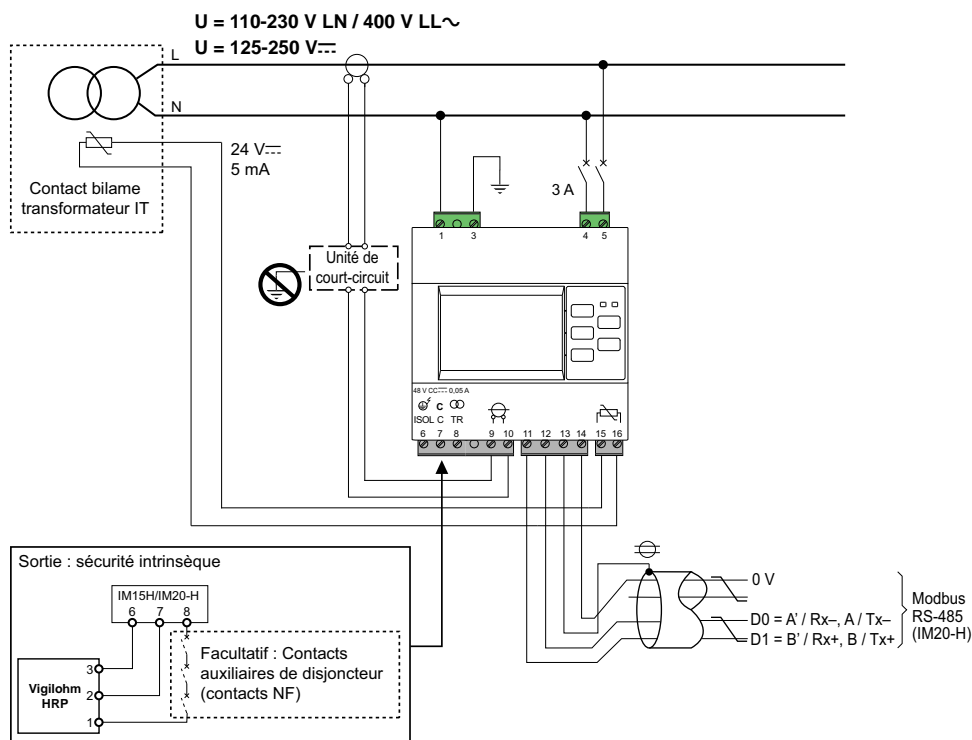 U = 110-230 V LN / 400 V LL~
U = 125-250 V⎓
L
N
24 V⎓
5 mA
Contact bilame
transformateur IT
3 A
1 3 4 5
Unité de
court-circuit
48 V CC⎓ 0,05 A
C
ISOL C TR
6 7 8 9 10 11 12 13 14 15 16
Sortie : sécurité intrinsèque
IM15H/IM20-H
6 7 8
Facultatif : Contacts
auxiliaires de disjoncteur
(contacts NF)
Vigilohm
HRP
3
2
1
0 V
D0 = A' / Rx–, A / Tx–
D1 = B' / Rx+, B / Tx+
Modbus
RS-485
(IM20-H)